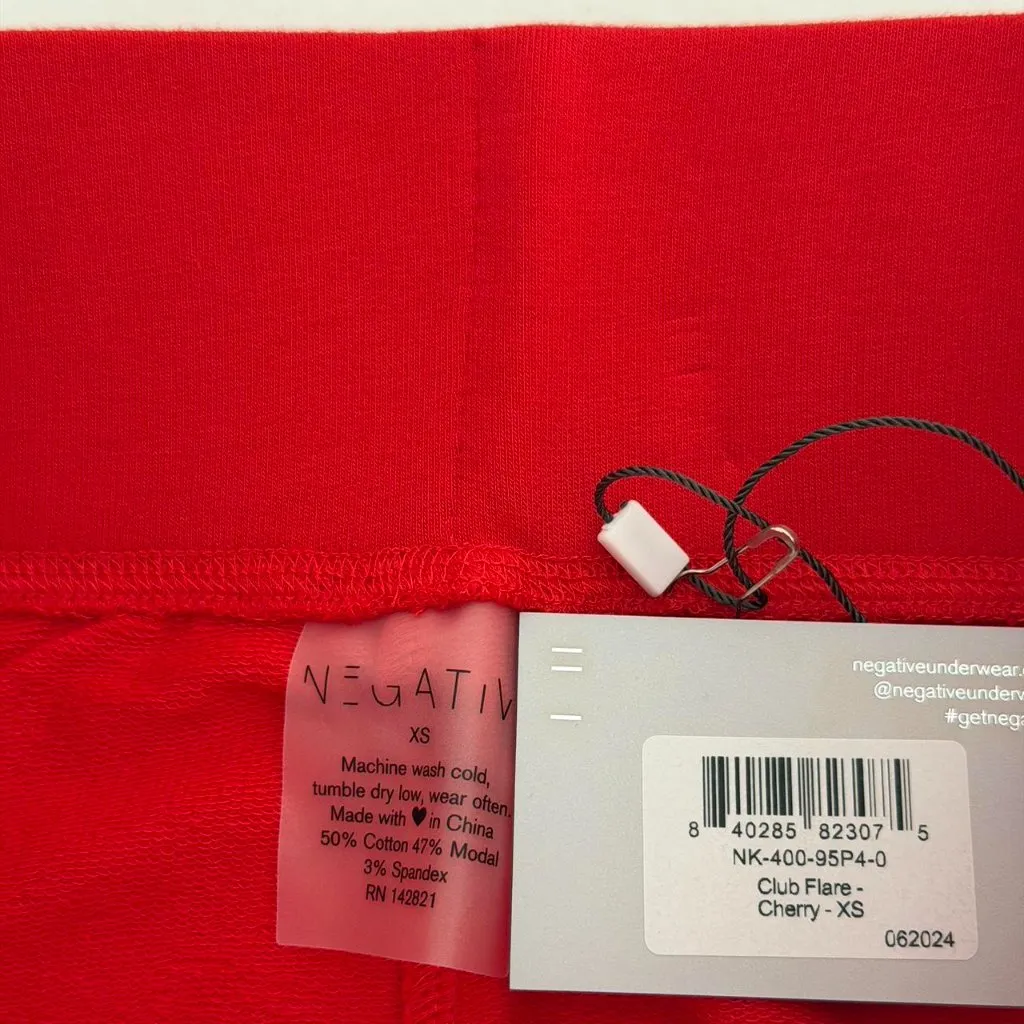 NEGATIV
XS
Machine wash cold,
tumble dry low, wear often.
Made with ♥ in China
50% Cotton 47% Modal
3% Spandex
RN 142821
negativeunderwear.
@negativeunderw
#getnega
8 40285 82307 5
NK-400-95P4-0
Club Flare -
Cherry - XS
062024